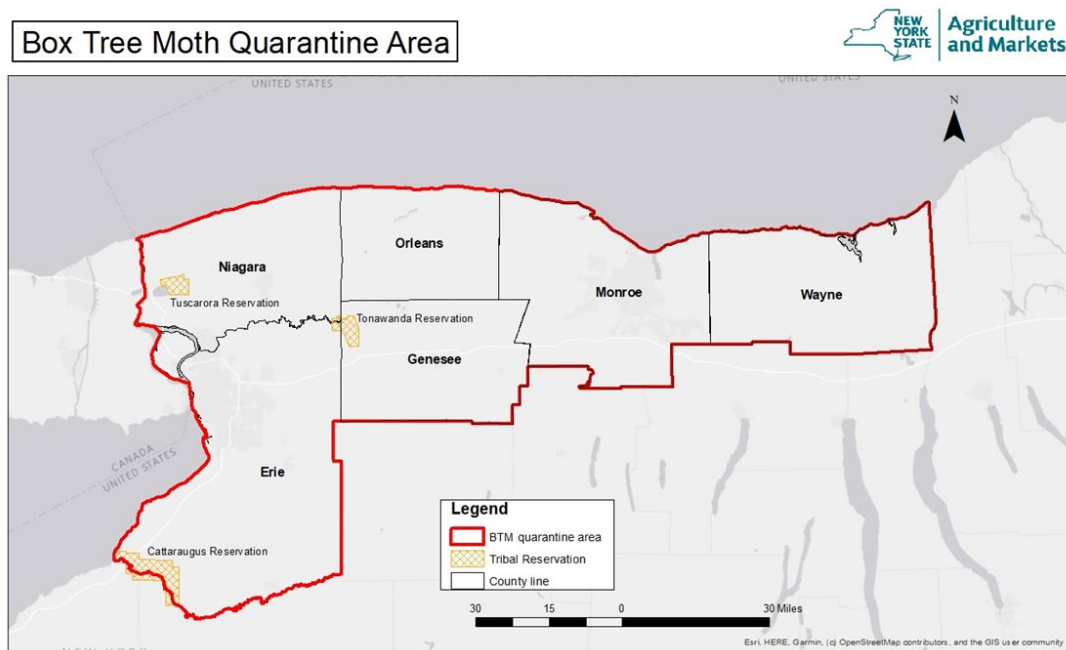 Box Tree Moth Quarantine Area
NEW
YORK
STATE
Agriculture
and Markets
UNITED STATES
UNITED STATES
N
Orleans
Niagara
Tuscarora Reservation
Monroe
Wayne
Tonawanda Reservation
Genesee
CANADA
UNITED STATES
Erie
Cattaraugus Reservation
Legend
BTM quarantine area
Tribal Reservation
County line
30 15 0 30 Miles
Esri, HERE, Garmin, (c) OpenStreetMap contributors, and the GIS user community